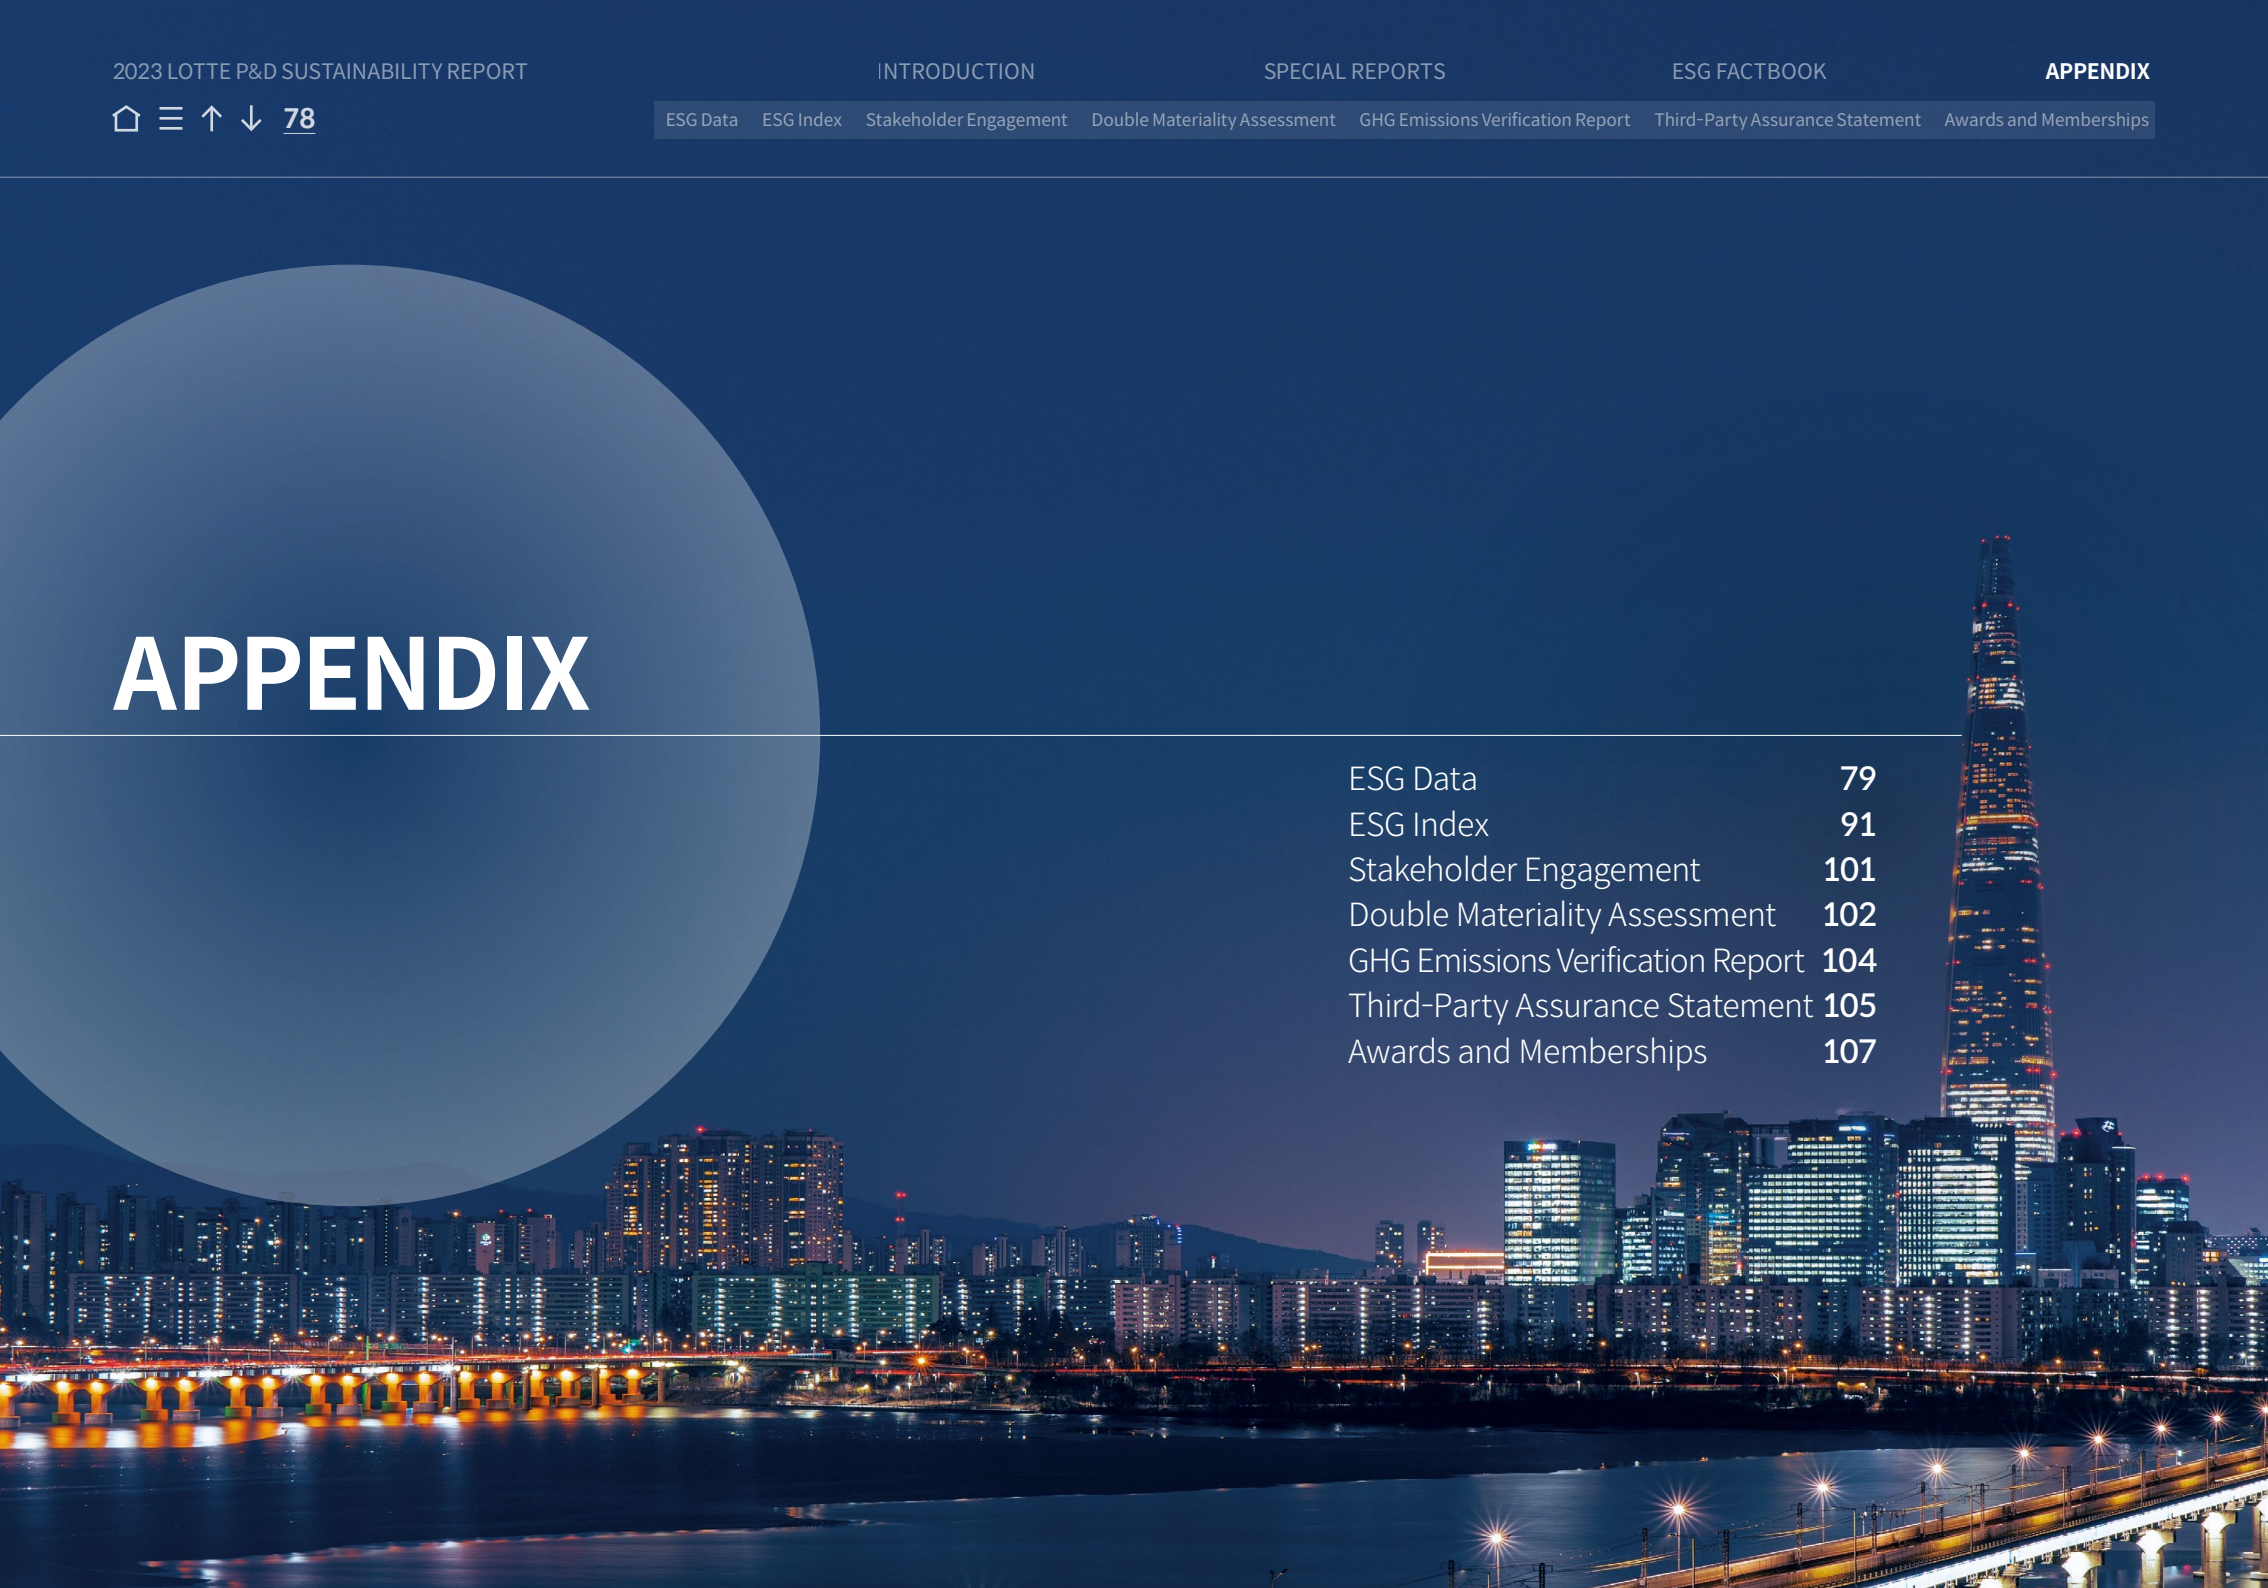 2023 LOTTE P&D SUSTAINABILITY REPORT
INTRODUCTION
SPECIAL REPORTS
ESG FACTBOOK
APPENDIX
78
ESG Data
ESG Index
Stakeholder Engagement
Double Materiality Assessment
GHG Emissions Verification Report
Third-Party Assurance Statement
Awards and Memberships
APPENDIX
ESG Data 79
ESG Index 91
Stakeholder Engagement 101
Double Materiality Assessment 102
GHG Emissions Verification Report 104
Third-Party Assurance Statement 105
Awards and Memberships 107